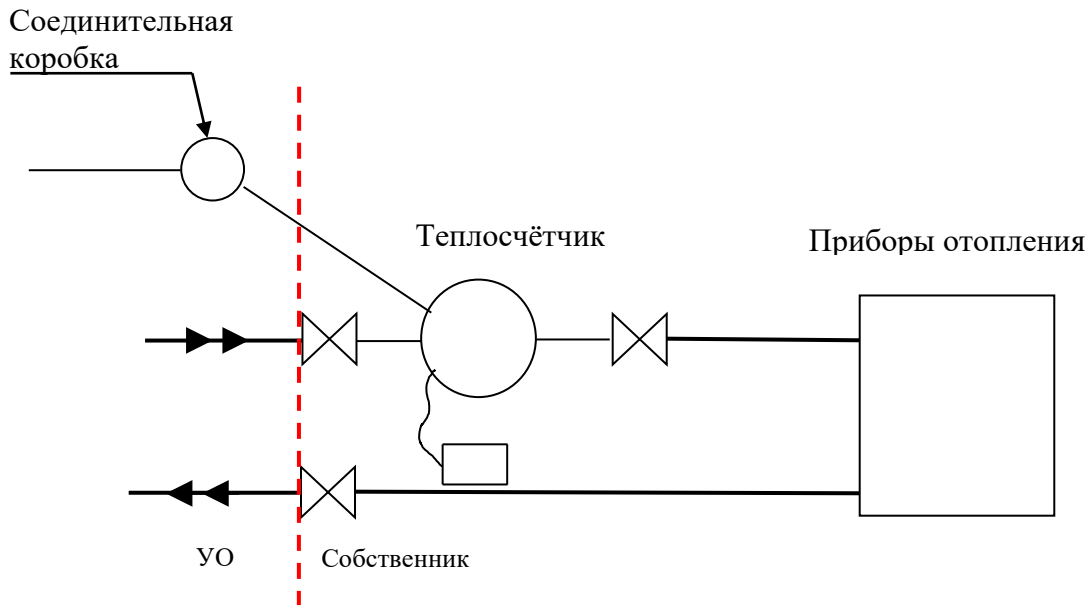 Соединительная
коробка
Теплосчётчик
Приборы отопления
УО
Собственник